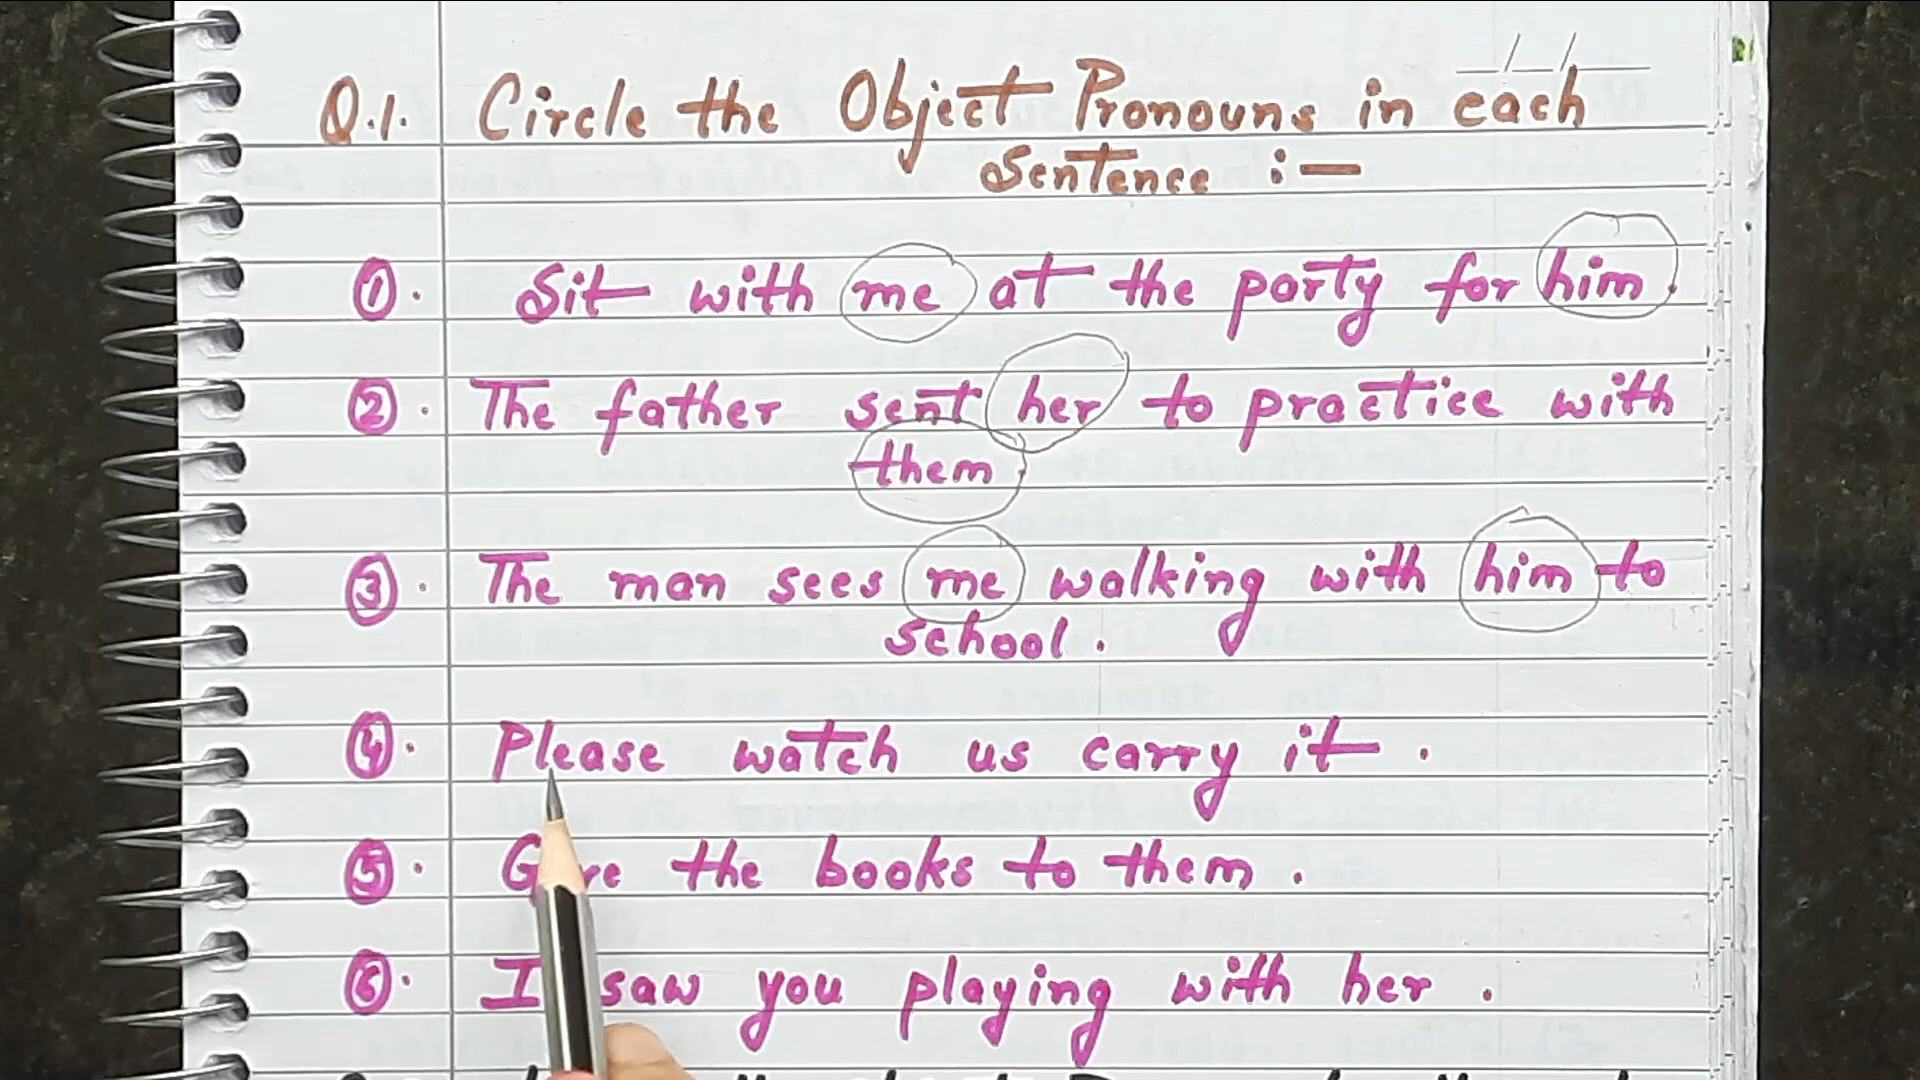 Q.1. Circle the Object Pronouns in each
Sentence :-
①. Sit with me at the party for him.
②. The father sent her to practice with
them.
③. The man sees me walking with him to
school.
④. Please watch us carry it.
⑤. the books to them.
⑥. I saw you playing with her.